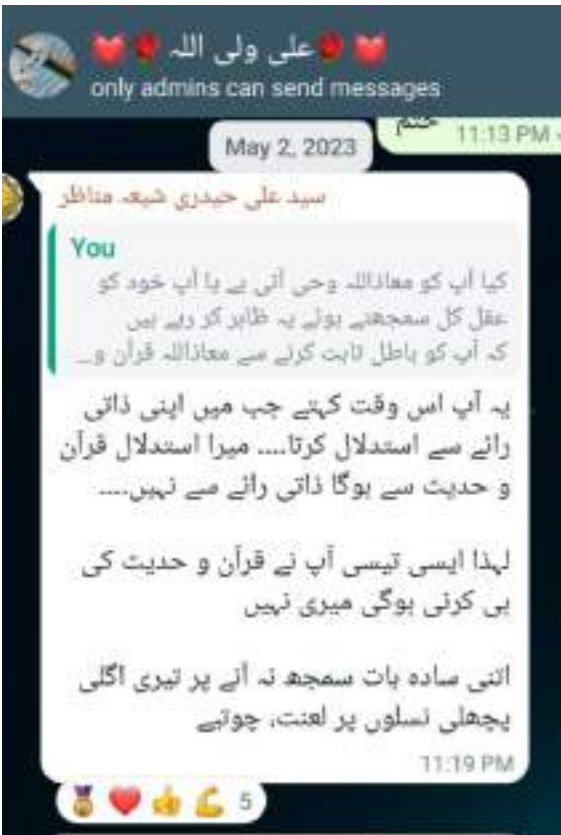 علی ولی اللہ
only admins can send messages
ختم 11:13 PM
May 2, 2023
سید علی حیدری شیعہ مناظر
You
کیا آپ کو معاذاللہ وحی آتی ہے یا آپ خود کو
عقل کل سمجھتے ہوئے یہ ظاہر کر رہے ہیں
کہ آپ کو باطل ثابت کرنے سے معاذاللہ قرآن و...
یہ آپ اس وقت کہتے جب میں اپنی ذاتی
رائے سے استدلال کرتا.... میرا استدلال قرآن
و حدیث سے ہوگا ذاتی رائے سے نہیں....
لہذا ایسی تیسی آپ نے قرآن و حدیث کی
ہی کرنی ہوگی میری نہیں
اتنی سادہ بات سمجھ نہ آنے پر تیری اگلی
پچھلی نسلوں پر لعنت، چوتیے
11:19 PM
5